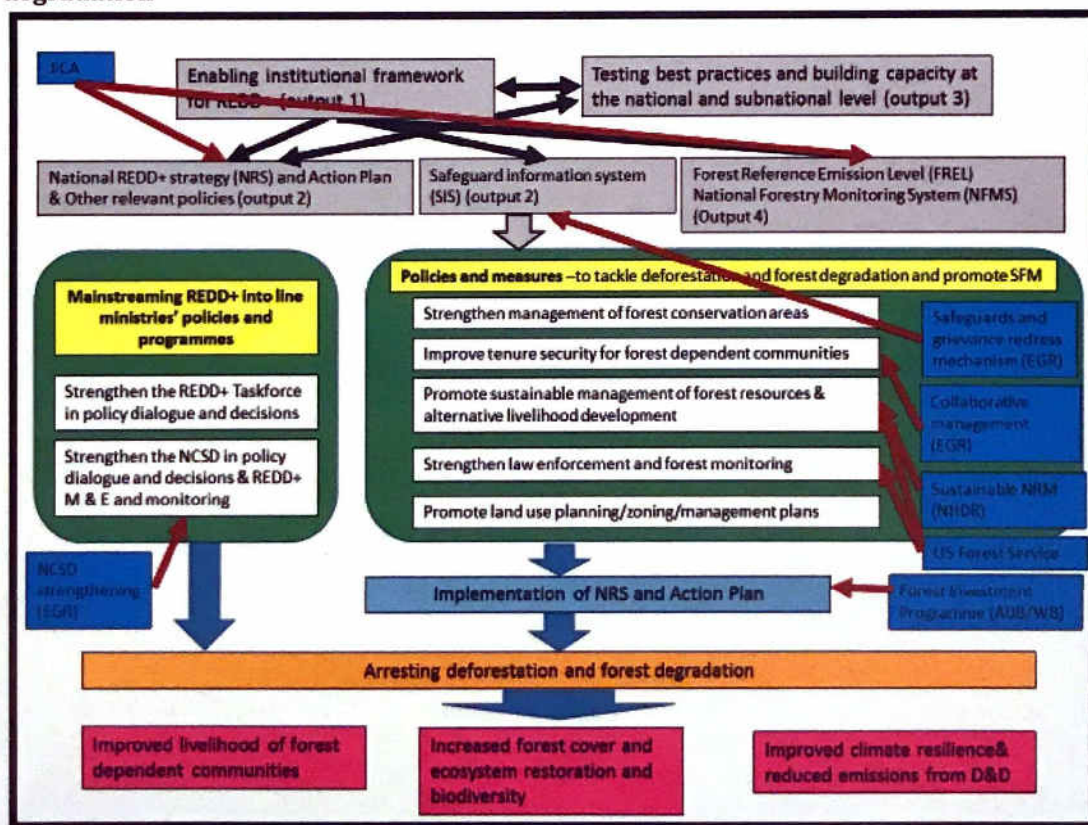 Enabling institutional framework
for REDD+ (output 1)
Testing best practices and building capacity at
the national and subnational level (output 3)
National REDD+ strategy (NRS) and Action Plan
& Other relevant policies (output 2)
Safeguard information system
(SIS) (output 2)
Forest Reference Emission Level (FREL)
National Forestry Monitoring System (NFMS)
(Output 4)
Mainstreaming REDD+ into line
ministries' policies and
programmes
Strengthen the REDD+ Taskforce
in policy dialogue and decisions
Strengthen the NCSD in policy
dialogue and decisions & REDD+
M & E and monitoring
Policies and measures –to tackle deforestation and forest degradation and promote SFM
Strengthen management of forest conservation areas
Improve tenure security for forest dependent communities
Promote sustainable management of forest resources &
alternative livelihood development
Strengthen law enforcement and forest monitoring
Promote land use planning/zoning/management plans
Safeguards and
grievance redress
mechanism (EGR)
Collaborative
management
(EGR)
Sustainable NRM
US Forest Service
NCSD
strengthening
(EGR)
Implementation of NRS and Action Plan
Forest Investment
Programme (ADB/WB)
Arresting deforestation and forest degradation
Improved livelihood of forest
dependent communities
Increased forest cover and
ecosystem restoration and
biodiversity
Improved climate resilience&
reduced emissions from D&D